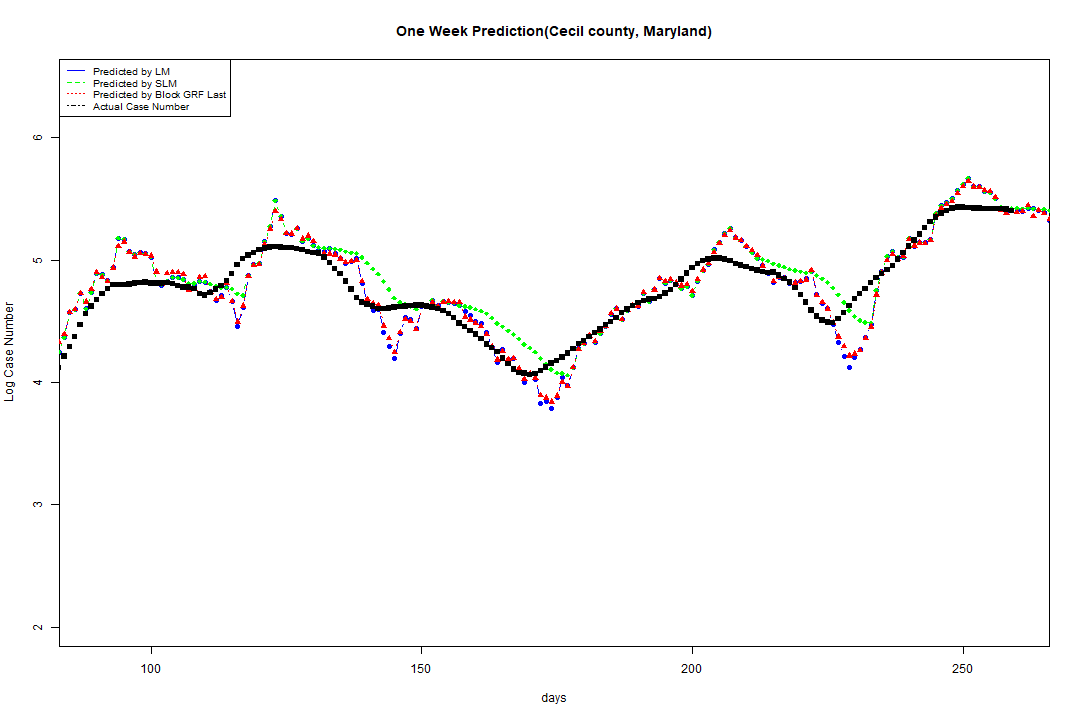 One Week Prediction(Cecil county, Maryland)
Predicted by LM
Predicted by SLM
Predicted by Block GRF Last
Actual Case Number
6
5
4
3
2
Log Case Number
100
150
200
250
days